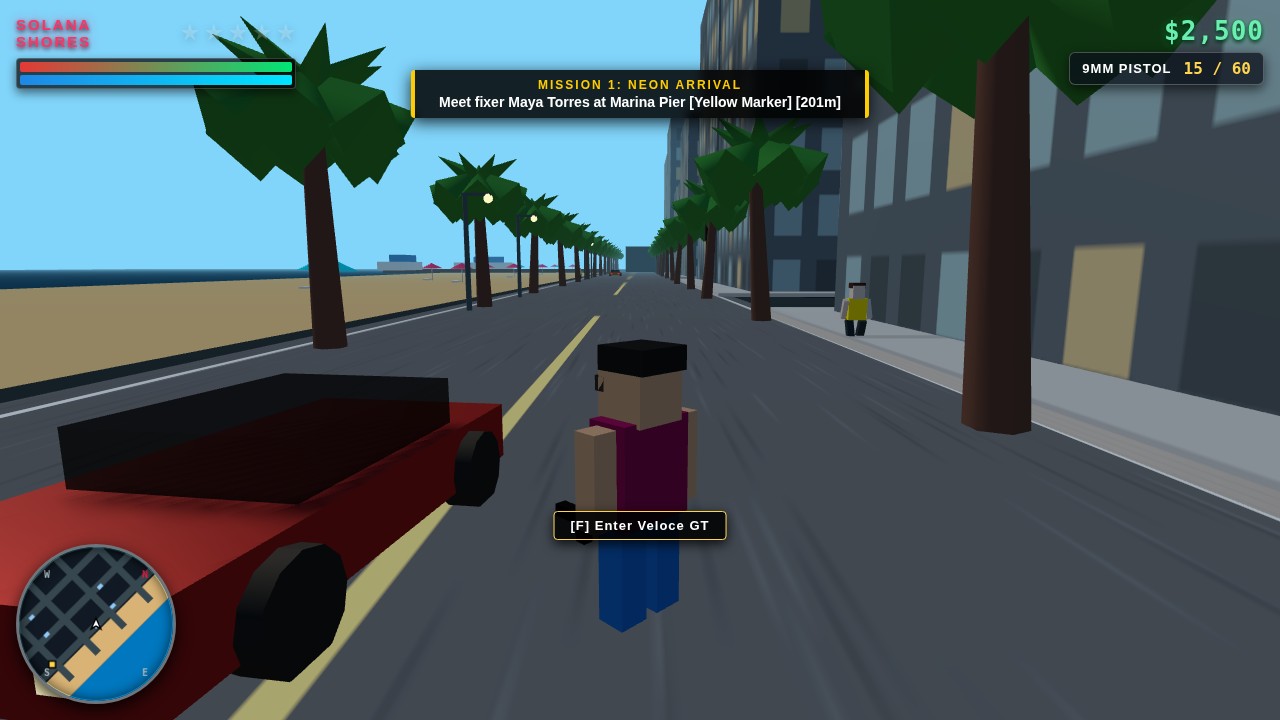 SOLANA
SHORES
$2,500
9MM PISTOL 15 / 60
MISSION 1: NEON ARRIVAL
Meet fixer Maya Torres at Marina Pier [Yellow Marker] [201m]
[F] Enter Veloce GT
W N
S E